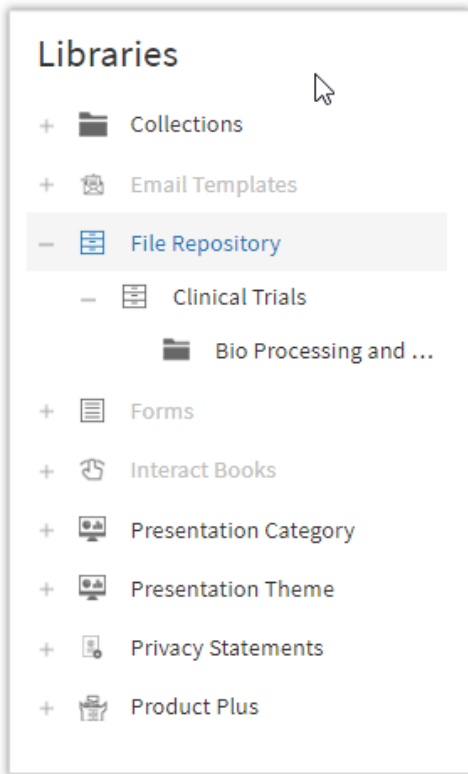 Libraries
Collections
Email Templates
File Repository
Clinical Trials
Bio Processing and ...
Forms
Interact Books
Presentation Category
Presentation Theme
Privacy Statements
Product Plus